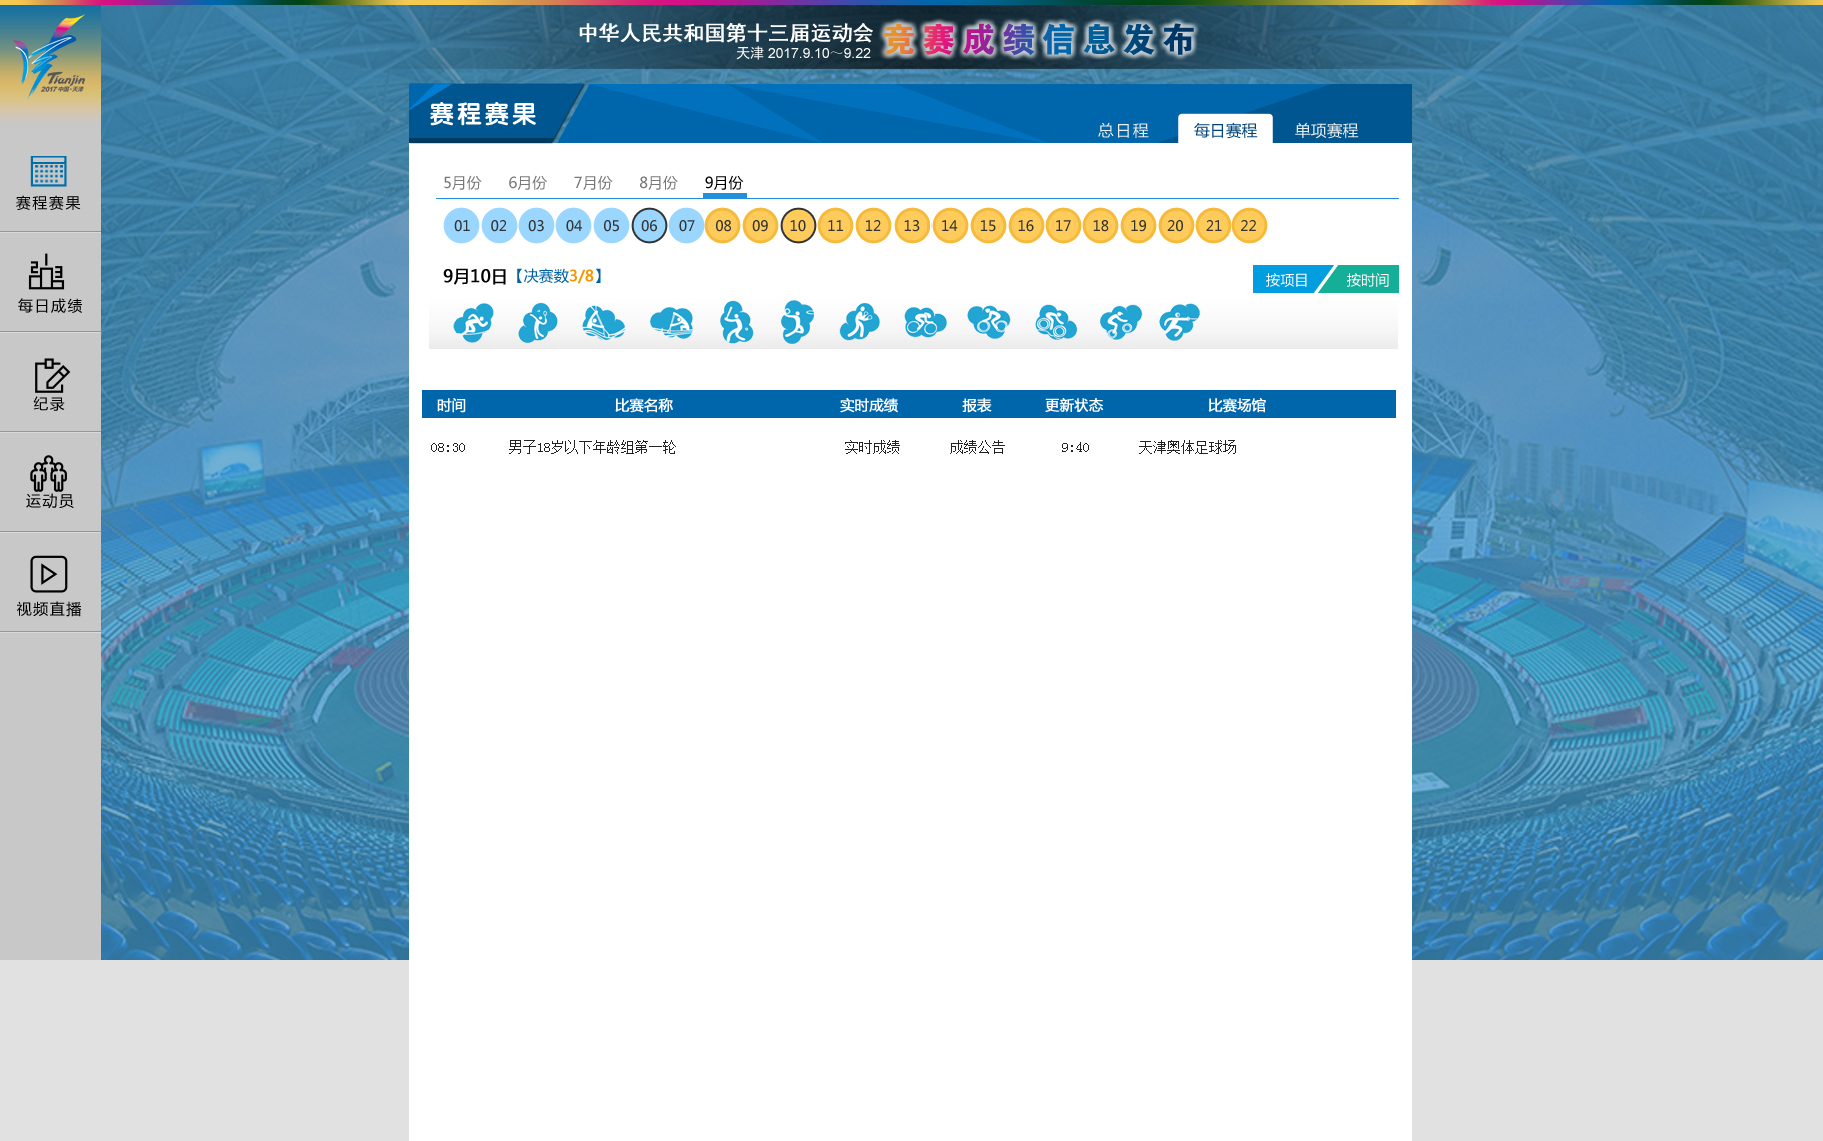 中华人民共和国第十三届运动会 竞赛成绩信息发布
天津 2017.9.10～9.22
Tianjin
2017 中国·天津
赛程赛果
每日成绩
纪录
运动员
视频直播
赛程赛果
总日程 每日赛程 单项赛程
5月份 6月份 7月份 8月份 9月份
01 02 03 04 05 06 07 08 09 10 11 12 13 14 15 16 17 18 19 20 21 22
9月10日【决赛数3/8】 按项目 按时间
时间 比赛名称 实时成绩 报表 更新状态 比赛场馆
08:30 男子18岁以下年龄组第一轮 实时成绩 成绩公告 9:40 天津奥体足球场